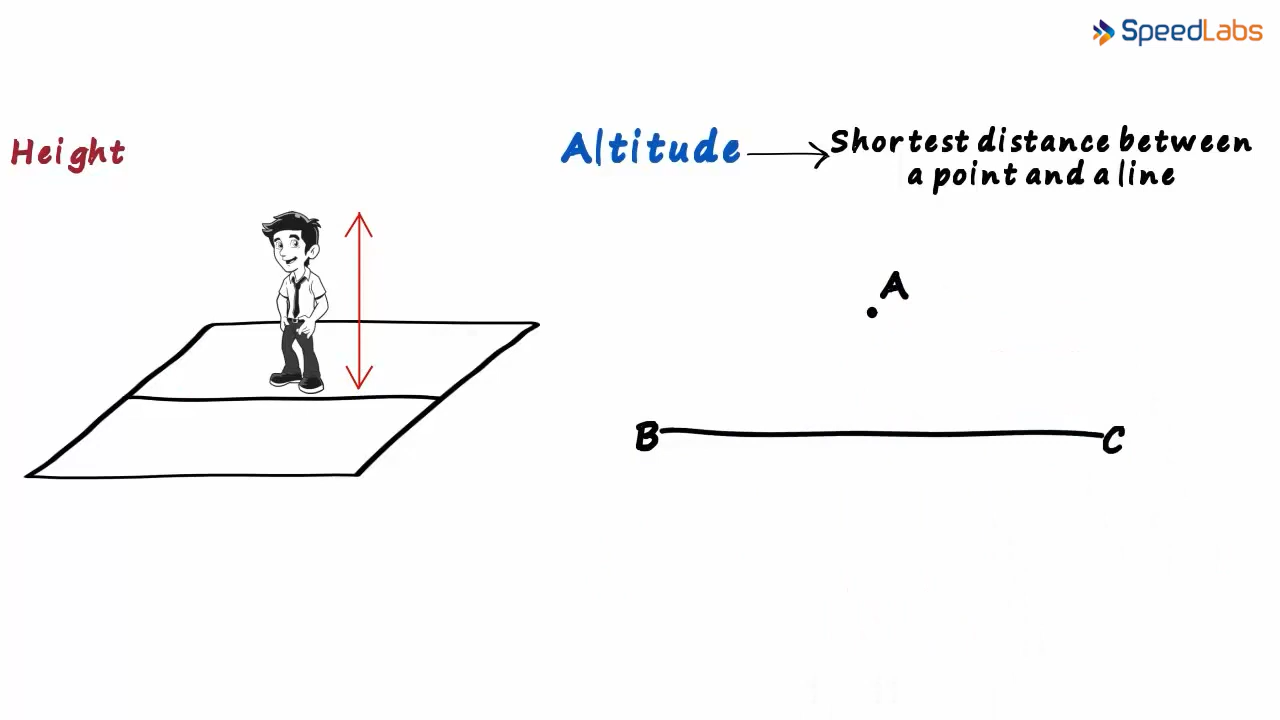 SpeedLabs
Height
Altitude
Shortest distance between
a point and a line
A
B
C